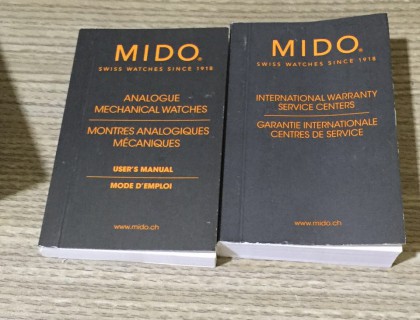 MIDO®
SWISS WATCHES SINCE 1918
ANALOGUE
MECHANICAL WATCHES
MONTRES ANALOGIQUES
MÉCANIQUES
USER'S MANUAL
MODE D'EMPLOI
www.mido.ch
MIDO®
SWISS WATCHES SINCE 1918
INTERNATIONAL WARRANTY
SERVICE CENTERS
GARANTIE INTERNATIONALE
CENTRES DE SERVICE
www.mido.ch